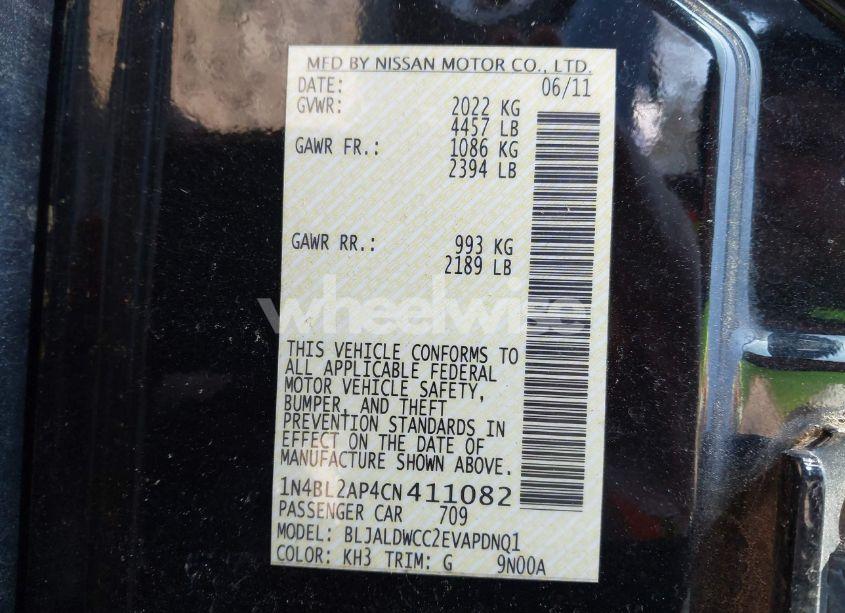 MFD BY NISSAN MOTOR CO., LTD.
DATE: 06/11
GVWR: 2022 KG
4457 LB
GAWR FR.: 1086 KG
2394 LB
GAWR RR.: 993 KG
2189 LB
wheelwise
THIS VEHICLE CONFORMS TO
ALL APPLICABLE FEDERAL
MOTOR VEHICLE SAFETY,
BUMPER, AND THEFT
PREVENTION STANDARDS IN
EFFECT ON THE DATE OF
MANUFACTURE SHOWN ABOVE.
1N4BL2AP4CN411082
PASSENGER CAR 709
MODEL: BLJALDWCC2EVAPDNQ1
COLOR: KH3 TRIM: G 9N00A